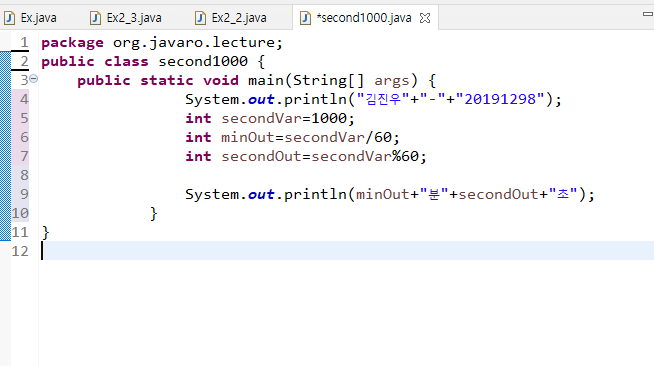 Ex.java Ex2_3.java Ex2_2.java *second1000.java
1 package org.javaro.lecture;
2 public class second1000 {
3 public static void main(String[] args) {
4 System.out.println("김진우"+"-"+"20191298");
5 int secondVar=1000;
6 int minOut=secondVar/60;
7 int secondOut=secondVar%60;
8
9 System.out.println(minOut+"분"+secondOut+"초");
10 }
11 }
12